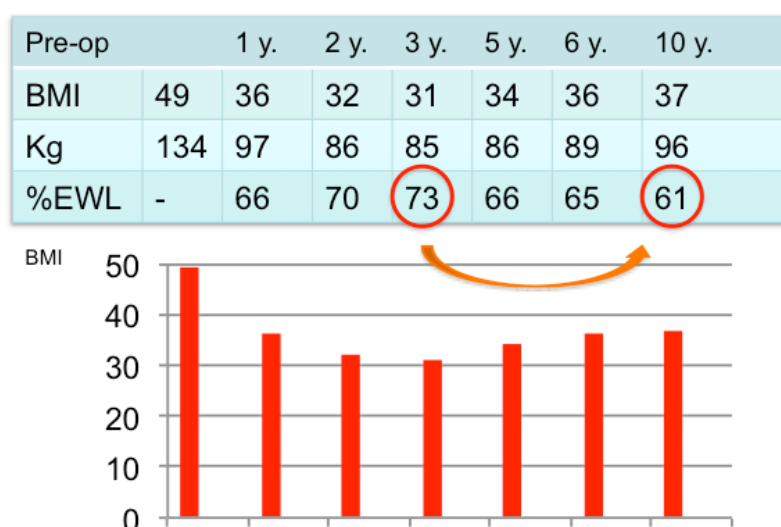 Pre-op 1 y. 2 y. 3 y. 5 y. 6 y. 10 y.
BMI 49 36 32 31 34 36 37
Kg 134 97 86 85 86 89 96
%EWL - 66 70 73 66 65 61
BMI
50
40
30
20
10
0